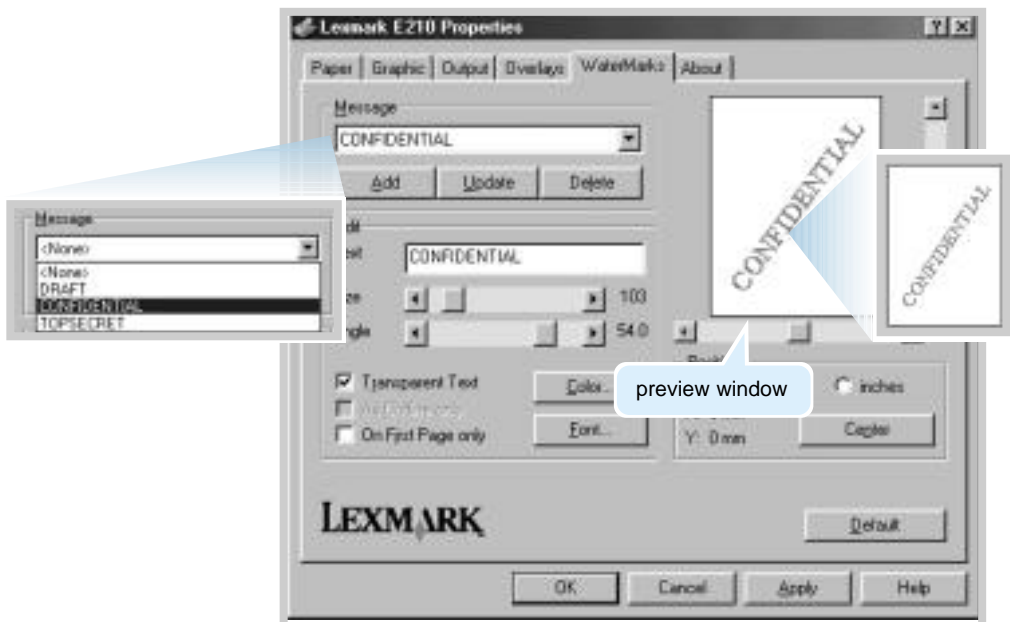 Lexmark E210 Properties
Paper Graphic Output Overlays WaterMarks About
Message
CONFIDENTIAL
Add Update Delete
Text CONFIDENTIAL
103
54.0
Transparent Text
On First Page only
Color...
Font...
CONFIDENTIAL
CONFIDENTIAL
Message
<None>
<None>
DRAFT
CONFIDENTIAL
TOPSECRET
preview window
inches
Y: 0 mm
Center
LEXMARK
Default
OK Cancel Apply Help